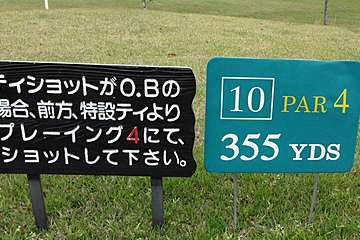 ティショットがO.Bの
場合、前方、特設ティより
プレーイング4にて、
ショットして下さい。
10 PAR 4
355 YDS